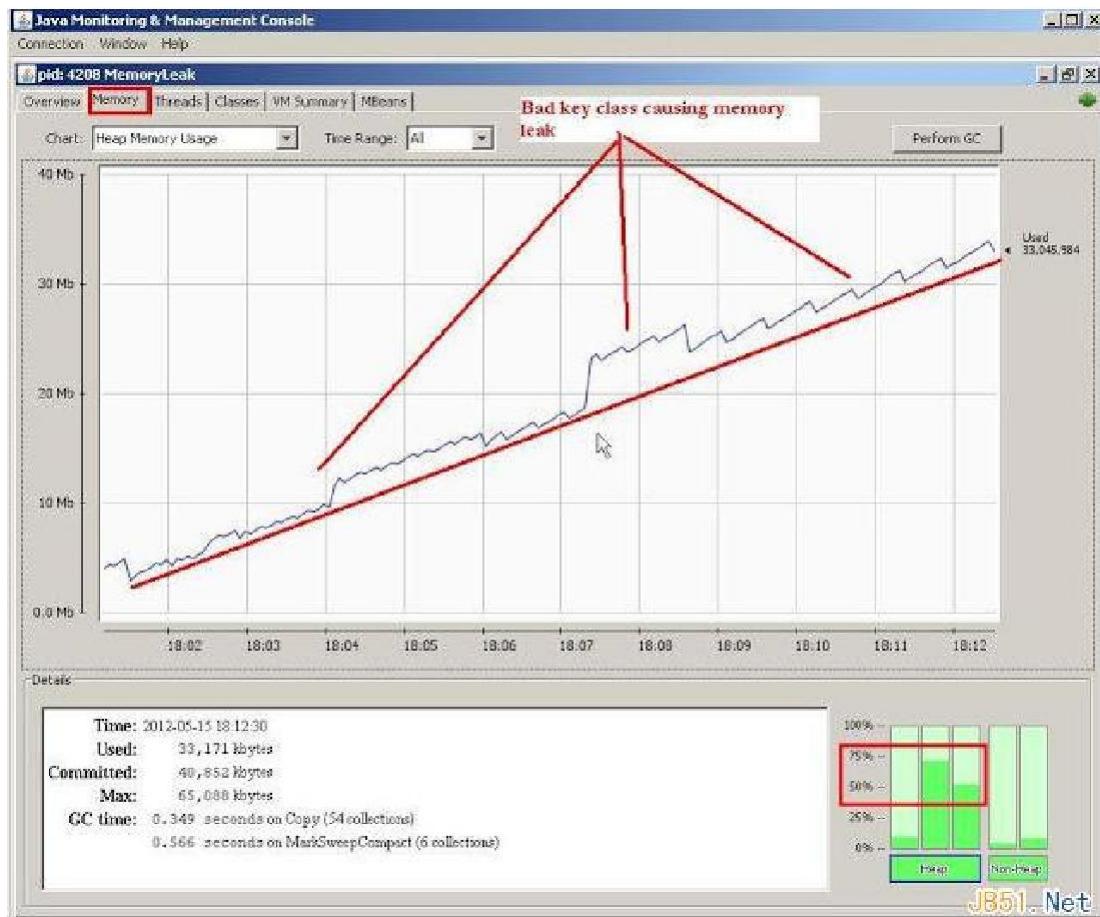 Java Monitoring & Management Console
Connection Window Help
pid: 4208 MemoryLeak
Overview Memory Threads Classes VM Summary MBeans
Bad key class causing memory
leak
Chart: Heap Memory Usage Time Range: All Perform GC
40 Mb
Used
33,045,984
30 Mb
20 Mb
10 Mb
0.0 Mb
18:02 18:03 18:04 18:05 18:06 18:07 18:08 18:09 18:10 18:11 18:12
Details
Time: 2012-05-15 18:12:30
Used: 33,171 kbytes
Committed: 40,852 kbytes
Max: 65,088 kbytes
GC time: 0.349 seconds on Copy (54 collections)
0.566 seconds on MarkSweepCompact (6 collections)
100% --
75% --
50% --
25% --
0% --
Heap Non-Heap
JB51.Net